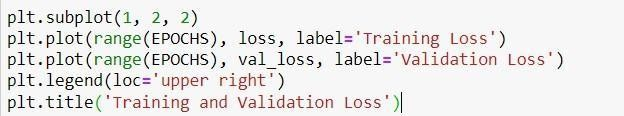 plt.subplot(1, 2, 2)
plt.plot(range(EPOCHS), loss, label='Training Loss')
plt.plot(range(EPOCHS), val_loss, label='Validation Loss')
plt.legend(loc='upper right')
plt.title('Training and Validation Loss')